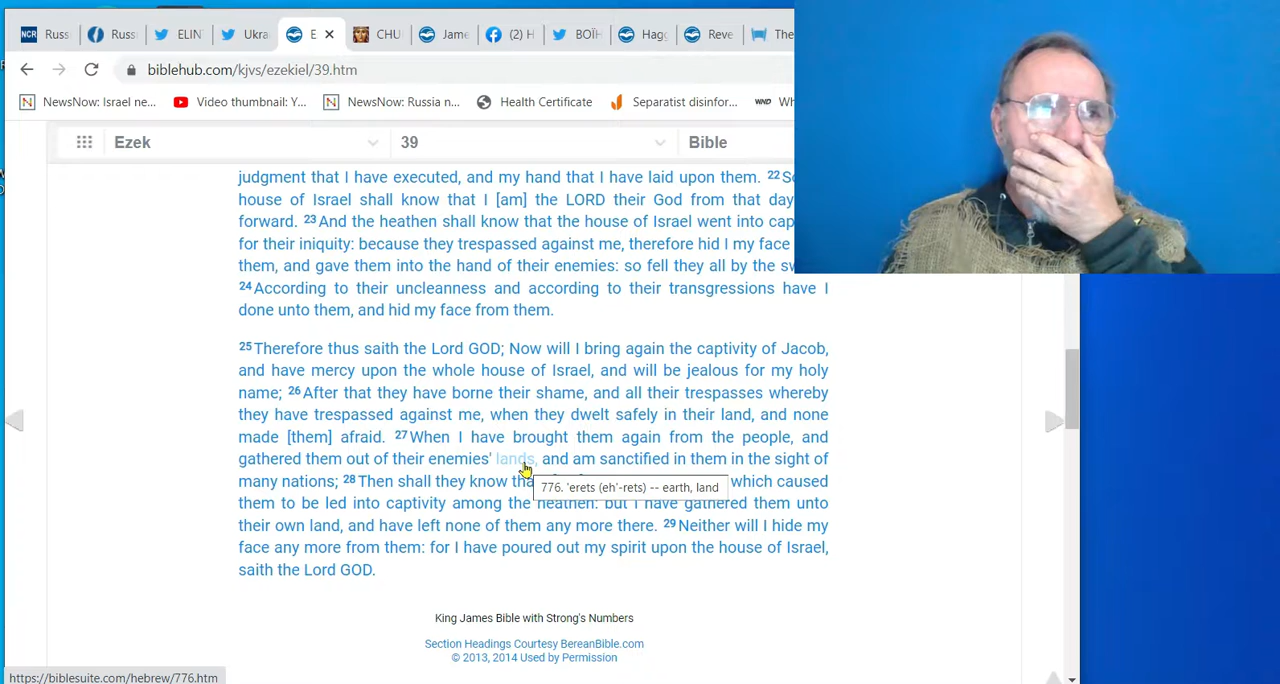 NCR Russ
Russ
ELIN
Ukra
E
CHU
Jame
(2) H
BOÏ
Hag
Reve
The
biblehub.com/kjvs/ezekiel/39.htm
NewsNow: Israel ne...
Video thumbnail: Y...
NewsNow: Russia n...
Health Certificate
Separatist disinfor...
WND Wh
Ezek
39
Bible
judgment that I have executed, and my hand that I have laid upon them. 22 S
house of Israel shall know that I [am] the LORD their God from that day
forward. 23 And the heathen shall know that the house of Israel went into cap
for their iniquity: because they trespassed against me, therefore hid I my face
them, and gave them into the hand of their enemies: so fell they all by the sw
24 According to their uncleanness and according to their transgressions have I
done unto them, and hid my face from them.
25 Therefore thus saith the Lord GOD; Now will I bring again the captivity of Jacob,
and have mercy upon the whole house of Israel, and will be jealous for my holy
name; 26 After that they have borne their shame, and all their trespasses whereby
they have trespassed against me, when they dwelt safely in their land, and none
made [them] afraid. 27 When I have brought them again from the people, and
gathered them out of their enemies' lands, and am sanctified in them in the sight of
many nations; 28 Then shall they know tha which caused
776. 'erets (eh'-rets) -- earth, land
them to be led into captivity among the heathen: but I have gathered them unto
their own land, and have left none of them any more there. 29 Neither will I hide my
face any more from them: for I have poured out my spirit upon the house of Israel,
saith the Lord GOD.
King James Bible with Strong's Numbers
Section Headings Courtesy BereanBible.com
© 2013, 2014 Used by Permission
https://biblesuite.com/hebrew/776.htm